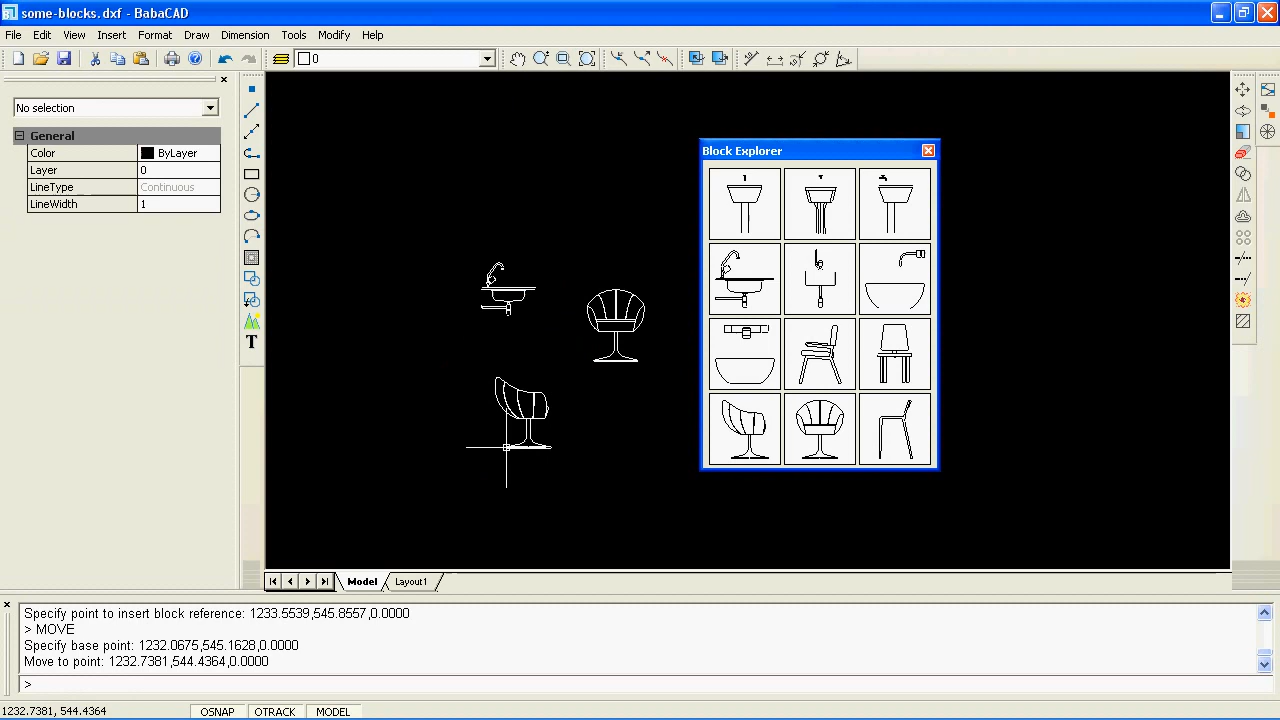 some-blocks.dxf - BabaCAD
File Edit View Insert Format Draw Dimension Tools Modify Help
0
No selection
General
Color ByLayer
Layer 0
LineType Continuous
LineWidth 1
T
Block Explorer
Model Layout1
Specify point to insert block reference: 1233.5539,545.8557,0.0000
> MOVE
Specify base point: 1232.0675,545.1628,0.0000
Move to point: 1232.7381,544.4364,0.0000
>
1232.7381, 544.4364 OSNAP OTRACK MODEL